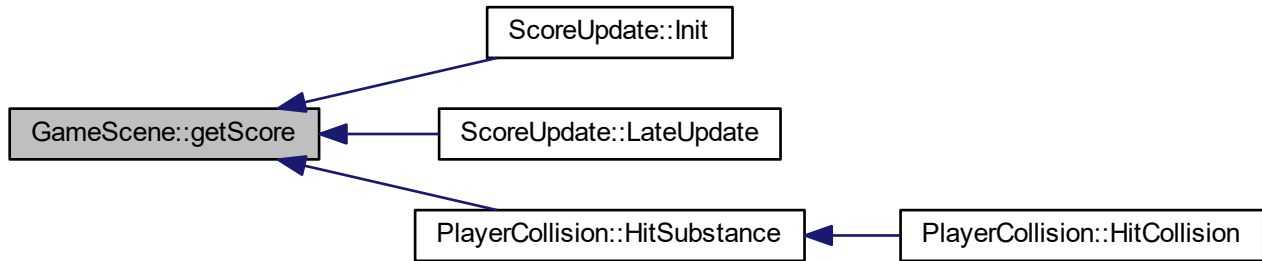 ScoreUpdate::Init
GameScene::getScore
ScoreUpdate::LateUpdate
PlayerCollision::HitSubstance
PlayerCollision::HitCollision